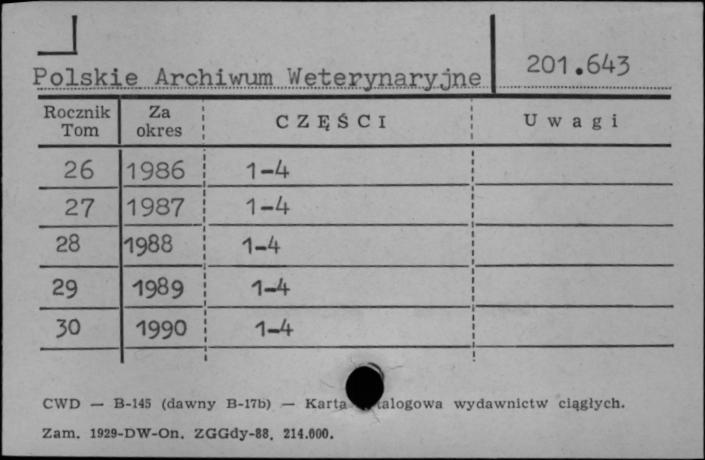 Polskie Archiwum Weterynaryjne 201.643
Rocznik Tom Za okres CZĘŚCI Uwagi
26 1986 1-4
27 1987 1-4
28 1988 1-4
29 1989 1-4
30 1990 1-4
CWD — B-145 (dawny B-17b) — Karta wydawnictw ciągłych.
Zam. 1929-DW-On. ZGGdy-88, 214.000.